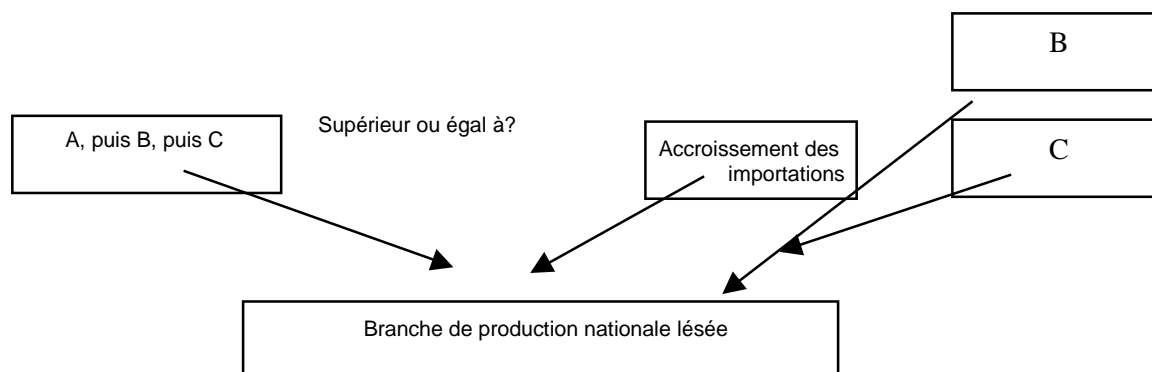 B
A, puis B, puis C
Supérieur ou égal à?
Accroissement des
importations
C
Branche de production nationale lésée